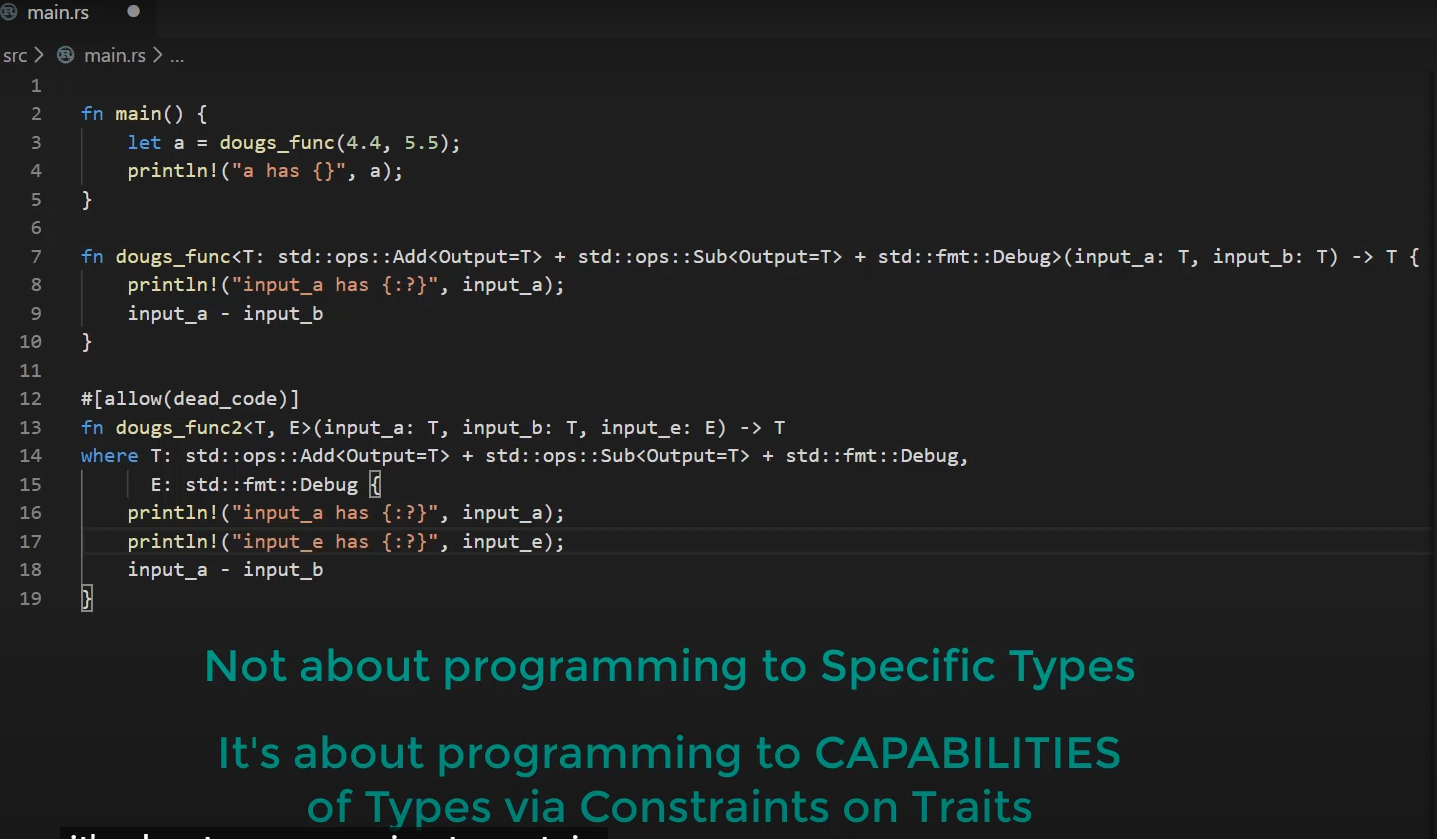 main.rs
src > main.rs > ...
1
2 fn main() {
3 let a = dougs_func(4.4, 5.5);
4 println!("a has {}", a);
5 }
6
7 fn dougs_func<T: std::ops::Add<Output=T> + std::ops::Sub<Output=T> + std::fmt::Debug>(input_a: T, input_b: T) -> T {
8 println!("input_a has {:?}", input_a);
9 input_a - input_b
10 }
11
12 #[allow(dead_code)]
13 fn dougs_func2<T, E>(input_a: T, input_b: T, input_e: E) -> T
14 where T: std::ops::Add<Output=T> + std::ops::Sub<Output=T> + std::fmt::Debug,
15 E: std::fmt::Debug {
16 println!("input_a has {:?}", input_a);
17 println!("input_e has {:?}", input_e);
18 input_a - input_b
19 }
Not about programming to Specific Types
It's about programming to CAPABILITIES
of Types via Constraints on Traits